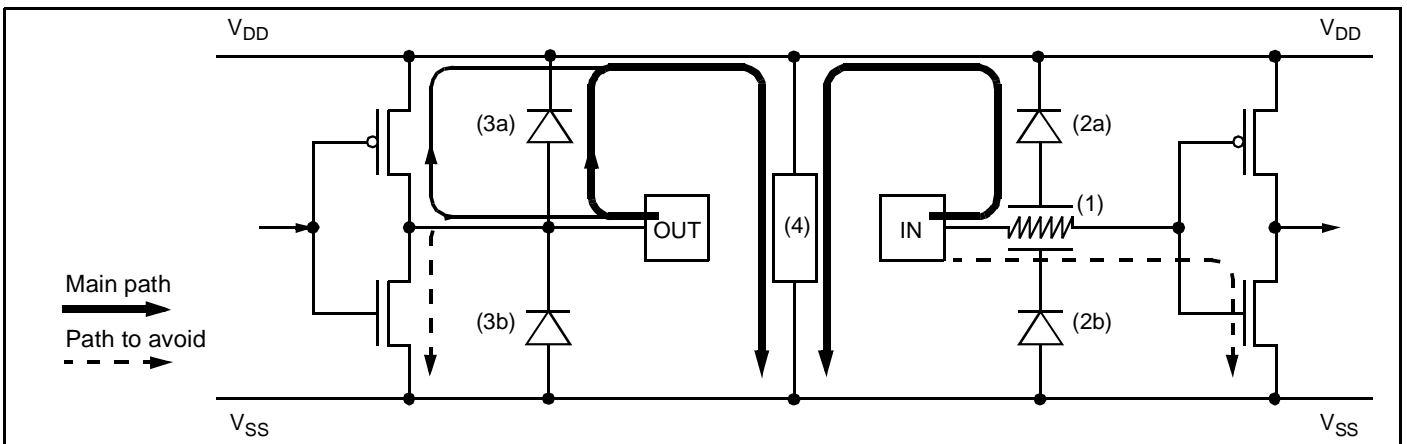 VDD
VDD
(3a)
(2a)
(1)
OUT
(4)
IN
Main path
Path to avoid
(3b)
(2b)
VSS
VSS